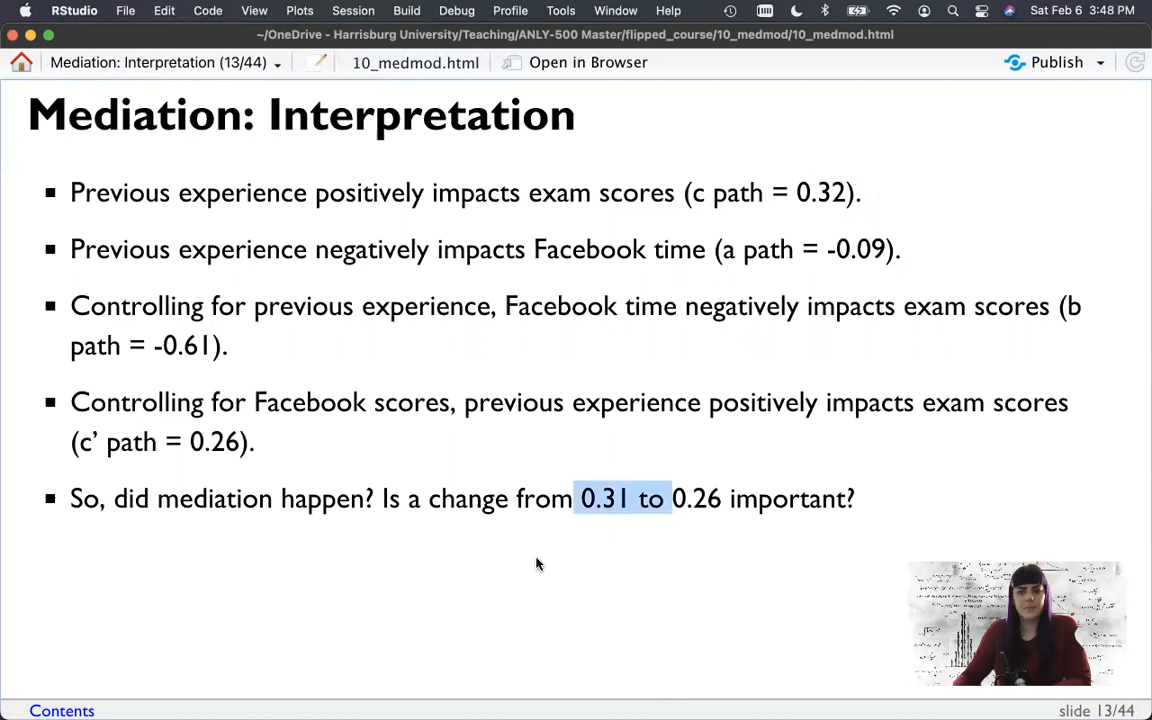 RStudio File Edit Code View Plots Session Build Debug Profile Tools Window Help Sat Feb 6 3:48 PM
~/OneDrive - Harrisburg University/Teaching/ANLY-500 Master/flipped_course/10_medmod/10_medmod.html
Mediation: Interpretation (13/44) 10_medmod.html Open in Browser Publish
Mediation: Interpretation
Previous experience positively impacts exam scores (c path = 0.32).
Previous experience negatively impacts Facebook time (a path = -0.09).
Controlling for previous experience, Facebook time negatively impacts exam scores (b
path = -0.61).
Controlling for Facebook scores, previous experience positively impacts exam scores
(c’ path = 0.26).
So, did mediation happen? Is a change from 0.31 to 0.26 important?
Contents slide 13/44